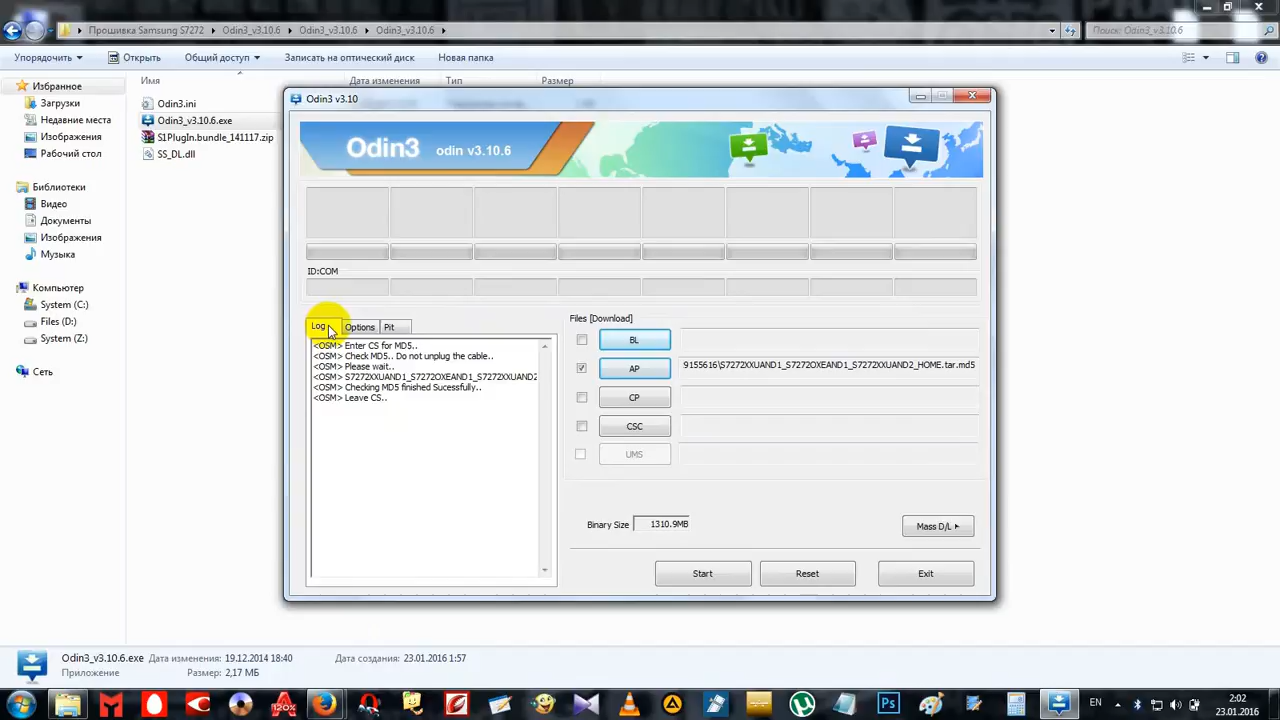 Прошивка Samsung S7272 Odin3_v3.10.6 Odin3_v3.10.6 Odin3_v3.10.6
Поиск: Odin3_v3.10.6
Упорядочить Открыть Общий доступ Записать на оптический диск Новая папка
Избранное
Загрузки
Недавние места
Изображения
Рабочий стол
Библиотеки
Видео
Документы
Изображения
Музыка
Компьютер
System (C:)
Files (D:)
System (Z:)
Сеть
Имя Дата изменения Тип Размер
Odin3.ini
Odin3_v3.10.6.exe
S1PlugIn.bundle_141117.zip
SS_DL.dll
Odin3 v3.10
Odin3 odin v3.10.6
ID:COM
Log Options Pit
<OSM> Enter CS for MD5..
<OSM> Check MD5.. Do not unplug the cable..
<OSM> Please wait..
<OSM> S7272XXUAND1_S7272OXEAND1_S7272XXUAND2
<OSM> Checking MD5 finished Sucessfully..
<OSM> Leave CS..
Files [Download]
BL
AP 9155616\S7272XXUAND1_S7272OXEAND1_S7272XXUAND2_HOME.tar.md5
CP
CSC
UMS
Binary Size 1310.9MB
Mass D/L
Start Reset Exit
Odin3_v3.10.6.exe Дата изменения: 19.12.2014 18:40 Дата создания: 23.01.2016 1:57
Приложение Размер: 2,17 МБ
120%
Ps
EN
2:02
23.01.2016